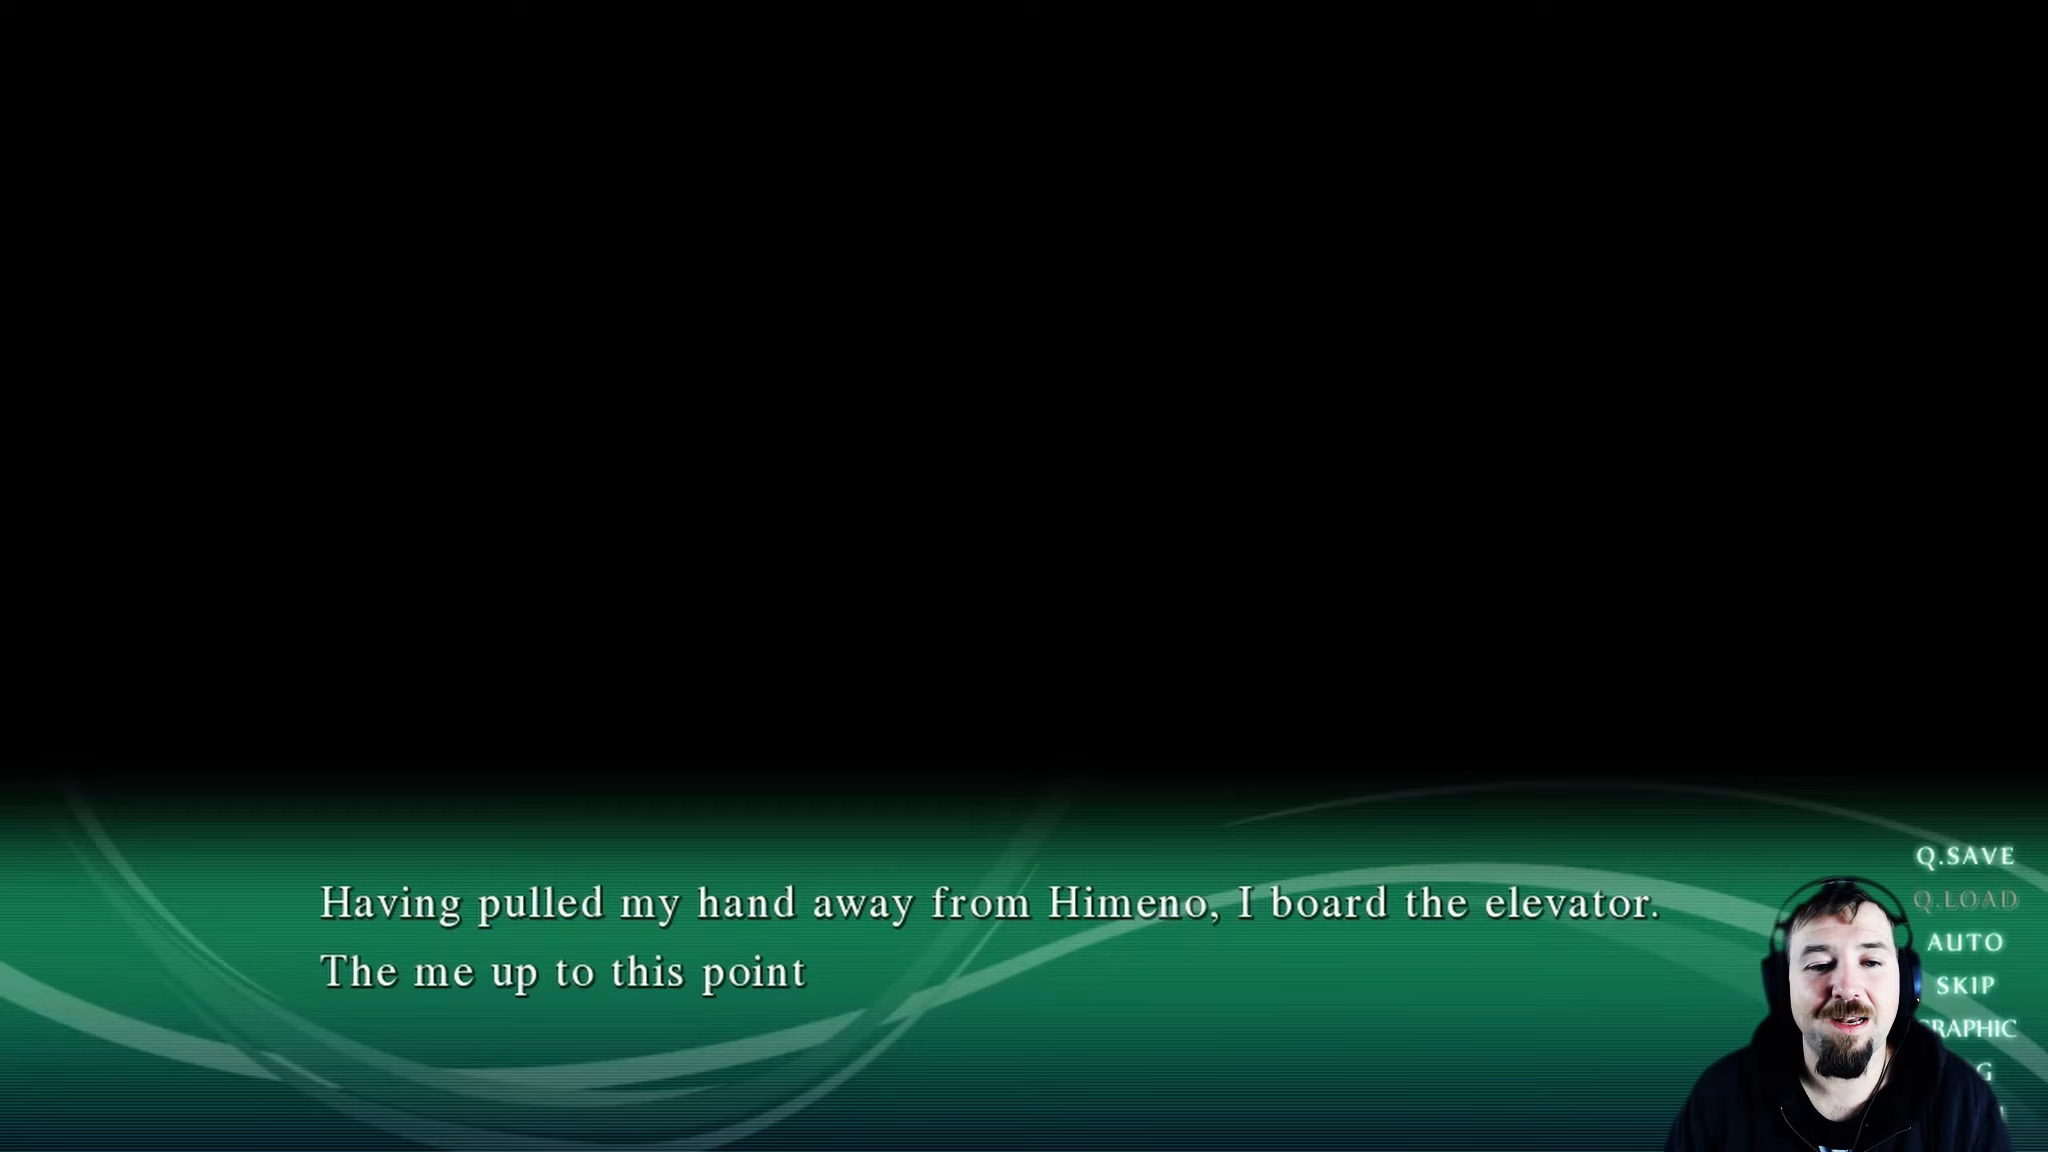 Having pulled my hand away from Himeno, I board the elevator.
The me up to this point
Q.SAVE
Q.LOAD
AUTO
SKIP
GRAPHIC